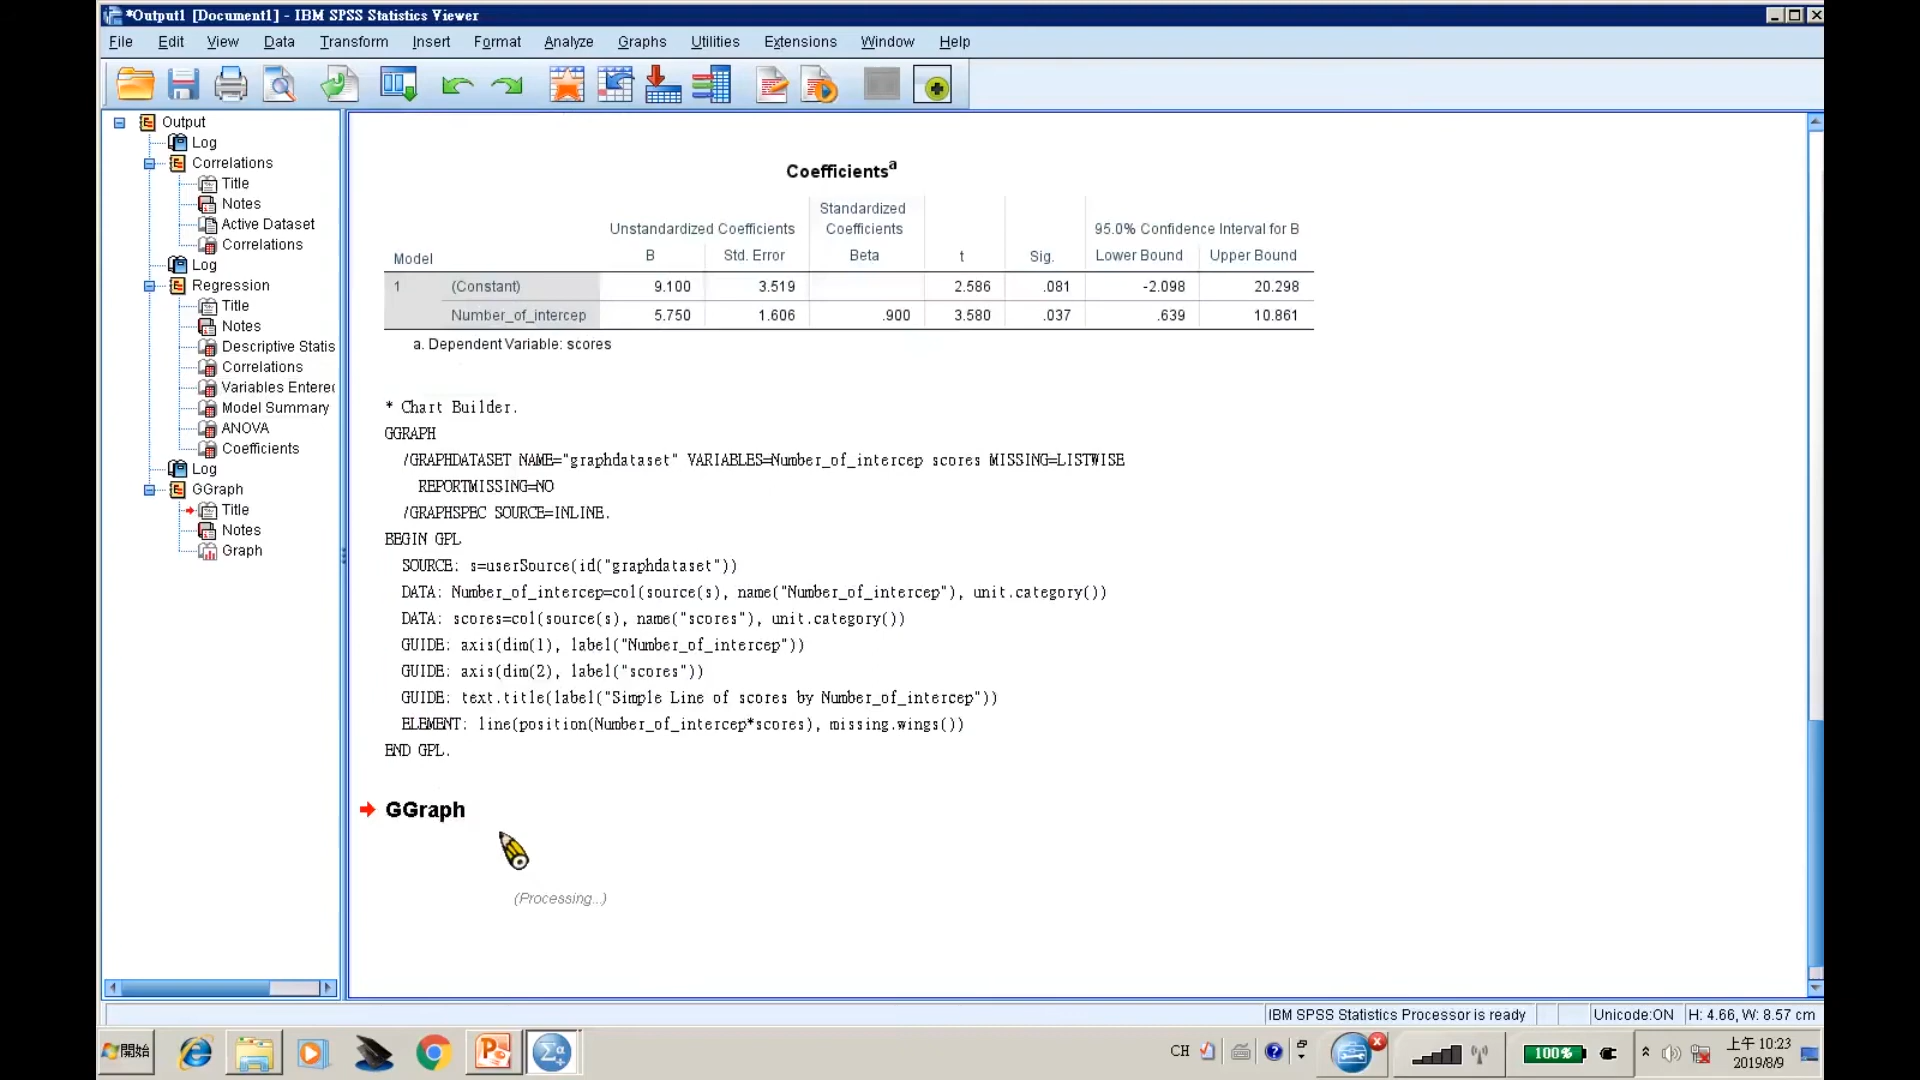 *Output1 [Document1] - IBM SPSS Statistics Viewer
File Edit View Data Transform Insert Format Analyze Graphs Utilities Extensions Window Help
Output
Log
Correlations
Title
Notes
Active Dataset
Correlations
Log
Regression
Title
Notes
Descriptive Statis
Correlations
Variables Entered
Model Summary
ANOVA
Coefficients
Log
GGraph
Title
Notes
Graph
Coefficientsa
Standardized
Unstandardized Coefficients Coefficients 95.0% Confidence Interval for B
Model B Std. Error Beta t Sig. Lower Bound Upper Bound
1 (Constant) 9.100 3.519 2.586 .081 -2.098 20.298
Number_of_intercep 5.750 1.606 .900 3.580 .037 .639 10.861
a. Dependent Variable: scores
* Chart Builder.
GGRAPH
/GRAPHDATASET NAME="graphdataset" VARIABLES=Number_of_intercep scores MISSING=LISTWISE
REPORTMISSING=NO
/GRAPHSPEC SOURCE=INLINE.
BEGIN GPL
SOURCE: s=userSource(id("graphdataset"))
DATA: Number_of_intercep=col(source(s), name("Number_of_intercep"), unit.category())
DATA: scores=col(source(s), name("scores"), unit.category())
GUIDE: axis(dim(1), label("Number_of_intercep"))
GUIDE: axis(dim(2), label("scores"))
GUIDE: text.title(label("Simple Line of scores by Number_of_intercep"))
ELEMENT: line(position(Number_of_intercep*scores), missing.wings())
END GPL.
GGraph
(Processing...)
IBM SPSS Statistics Processor is ready Unicode:ON H: 4.66, W: 8.57 cm
開始 CH 100% 上午 10:23
2019/8/9